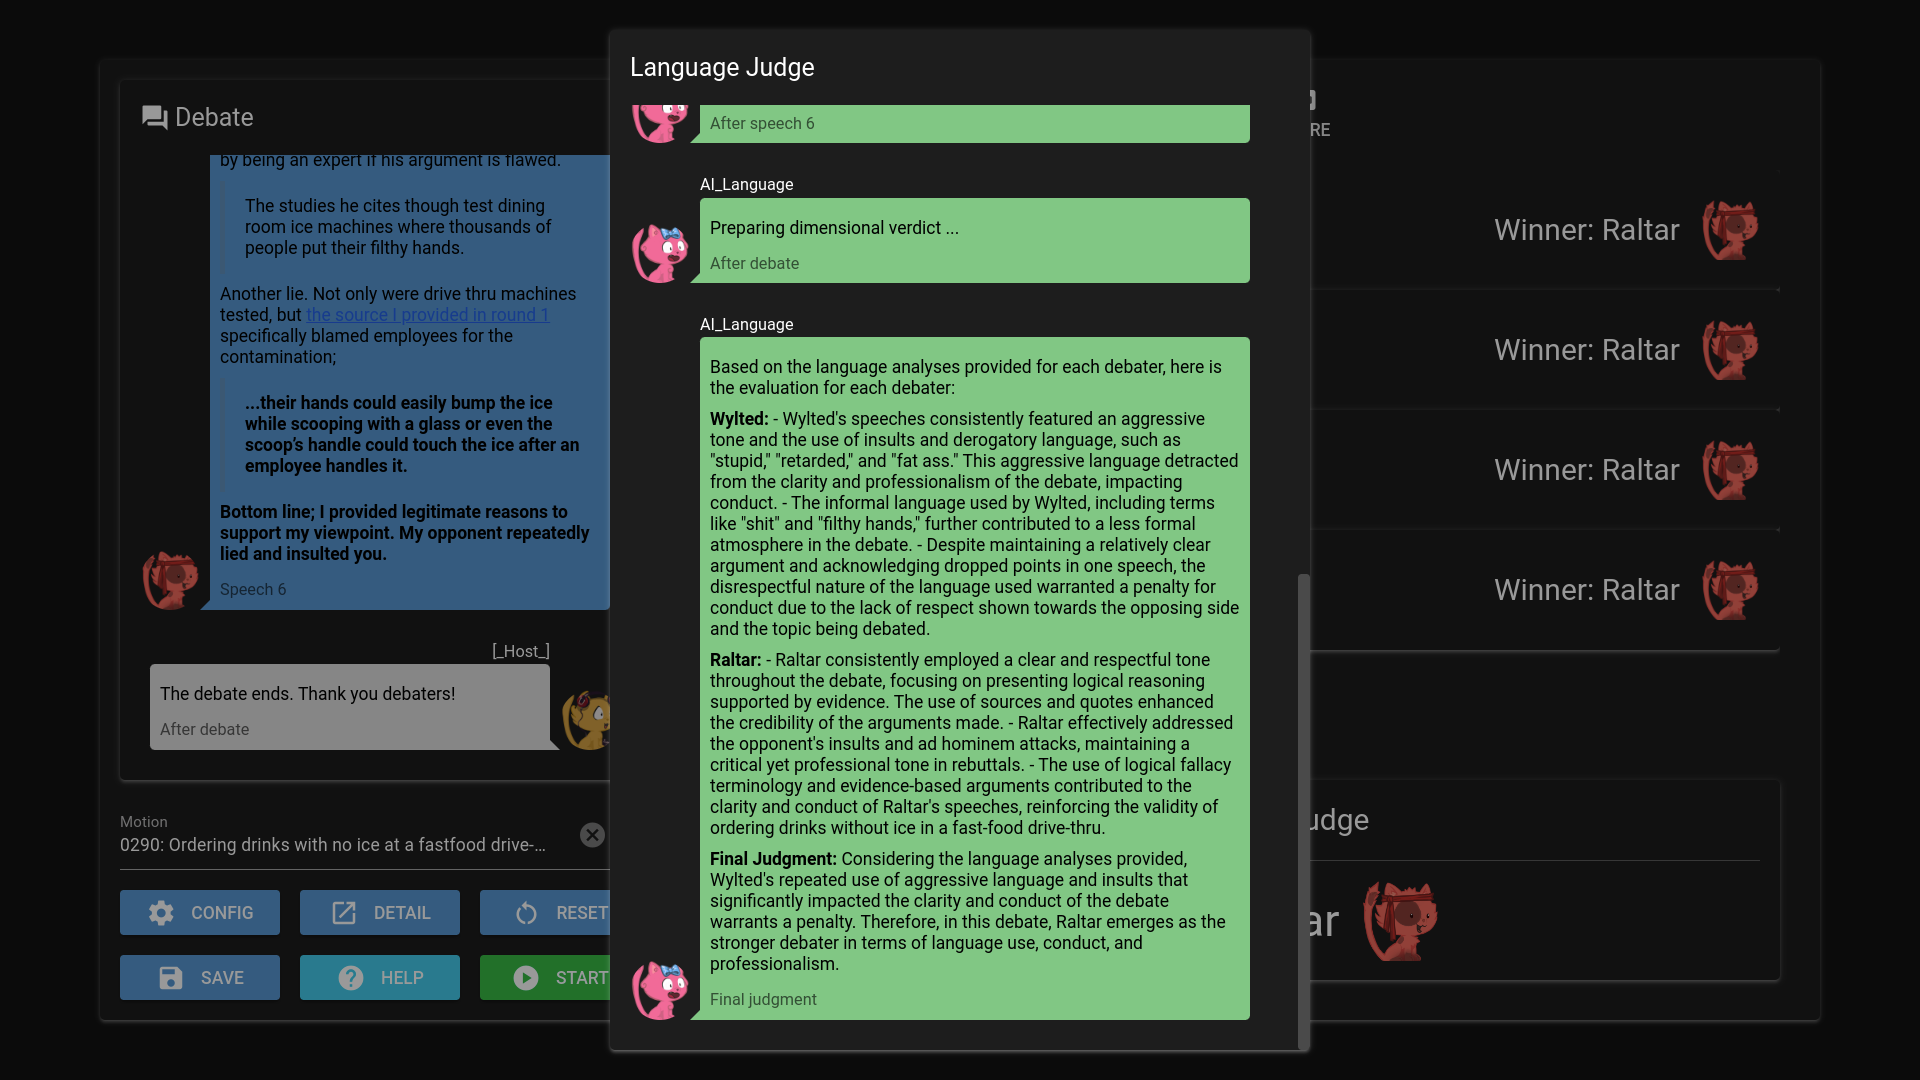 Debate
by being an expert if his argument is flawed.
The studies he cites though test dining
room ice machines where thousands of
people put their filthy hands.
Another lie. Not only were drive thru machines
tested, but the source I provided in round 1
specifically blamed employees for the
contamination;
...their hands could easily bump the ice
while scooping with a glass or even the
scoop's handle could touch the ice after an
employee handles it.
Bottom line; I provided legitimate reasons to
support my viewpoint. My opponent repeatedly
lied and insulted you.
Speech 6
[_Host_]
The debate ends. Thank you debaters!
After debate
Motion
0290: Ordering drinks with no ice at a fastfood drive-...
CONFIG
DETAIL
RESET
SAVE
HELP
START
Language Judge
After speech 6
AI_Language
Preparing dimensional verdict ...
After debate
AI_Language
Based on the language analyses provided for each debater, here is
the evaluation for each debater:
Wylted: - Wylted's speeches consistently featured an aggressive
tone and the use of insults and derogatory language, such as
"stupid," "retarded," and "fat ass." This aggressive language detracted
from the clarity and professionalism of the debate, impacting
conduct. - The informal language used by Wylted, including terms
like "shit" and "filthy hands," further contributed to a less formal
atmosphere in the debate. - Despite maintaining a relatively clear
argument and acknowledging dropped points in one speech, the
disrespectful nature of the language used warranted a penalty for
conduct due to the lack of respect shown towards the opposing side
and the topic being debated.
Raltar: - Raltar consistently employed a clear and respectful tone
throughout the debate, focusing on presenting logical reasoning
supported by evidence. The use of sources and quotes enhanced
the credibility of the arguments made. - Raltar effectively addressed
the opponent's insults and ad hominem attacks, maintaining a
critical yet professional tone in rebuttals. - The use of logical fallacy
terminology and evidence-based arguments contributed to the
clarity and conduct of Raltar's speeches, reinforcing the validity of
ordering drinks without ice in a fast-food drive-thru.
Final Judgment: Considering the language analyses provided,
Wylted's repeated use of aggressive language and insults that
significantly impacted the clarity and conduct of the debate
warrants a penalty. Therefore, in this debate, Raltar emerges as the
stronger debater in terms of language use, conduct, and
professionalism.
Final judgment
RE
Winner: Raltar
Winner: Raltar
Winner: Raltar
Winner: Raltar
udge
ar